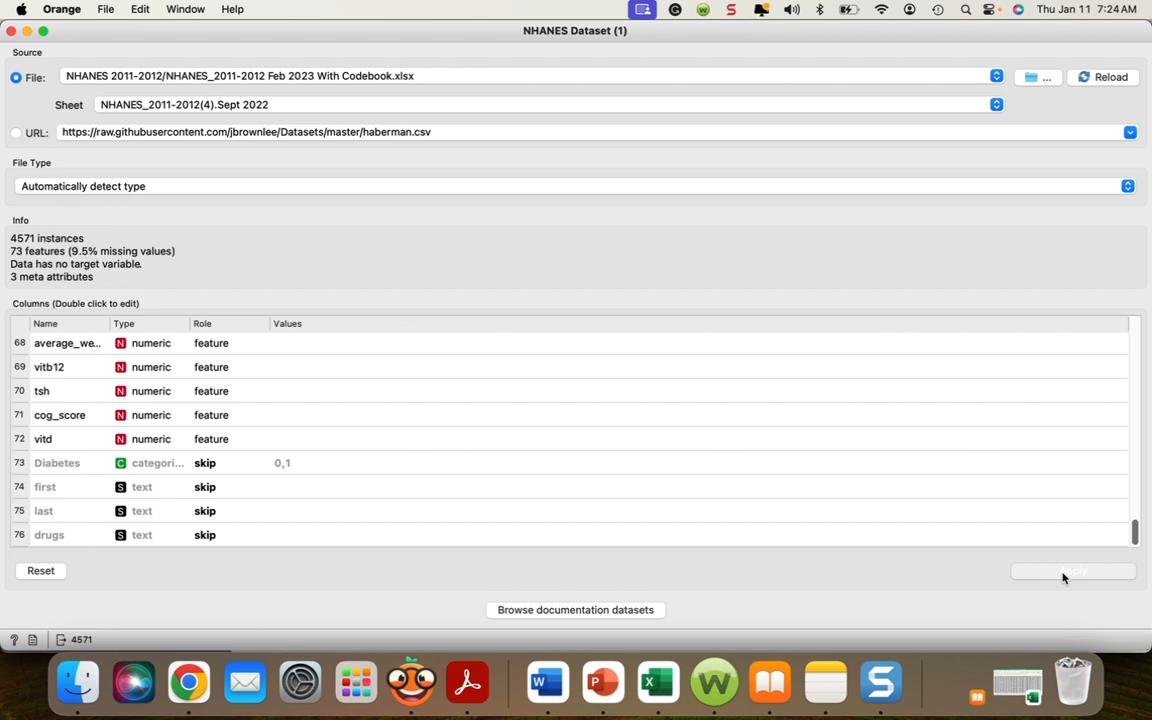 Orange File Edit Window Help Thu Jan 11 7:24 AM
NHANES Dataset (1)
Source
File: NHANES 2011-2012/NHANES_2011-2012 Feb 2023 With Codebook.xlsx ... Reload
Sheet NHANES_2011-2012(4).Sept 2022
URL: https://raw.githubusercontent.com/jbrownlee/Datasets/master/haberman.csv
File Type
Automatically detect type
Info
4571 instances
73 features (9.5% missing values)
Data has no target variable.
3 meta attributes
Columns (Double click to edit)
Name Type Role Values
68 average_we... N numeric feature
69 vitb12 N numeric feature
70 tsh N numeric feature
71 cog_score N numeric feature
72 vitd N numeric feature
73 Diabetes C categori... skip 0,1
74 first S text skip
75 last S text skip
76 drugs S text skip
Reset Apply
Browse documentation datasets
? 4571